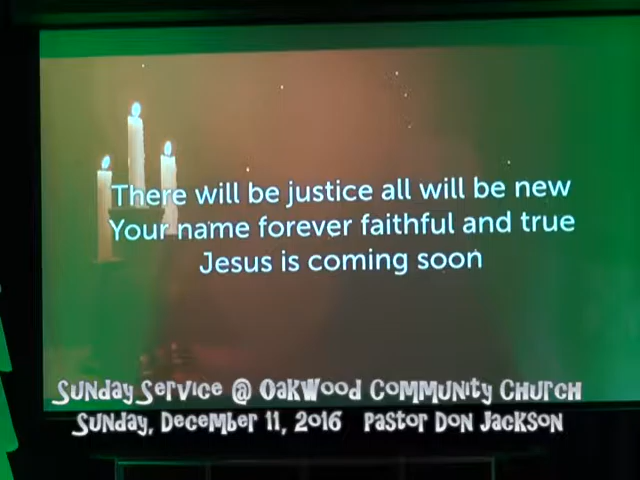 There will be justice all will be new
Your name forever faithful and true
Jesus is coming soon
Sunday Service @ Oakwood Community Church
Sunday, December 11, 2016 Pastor Don Jackson